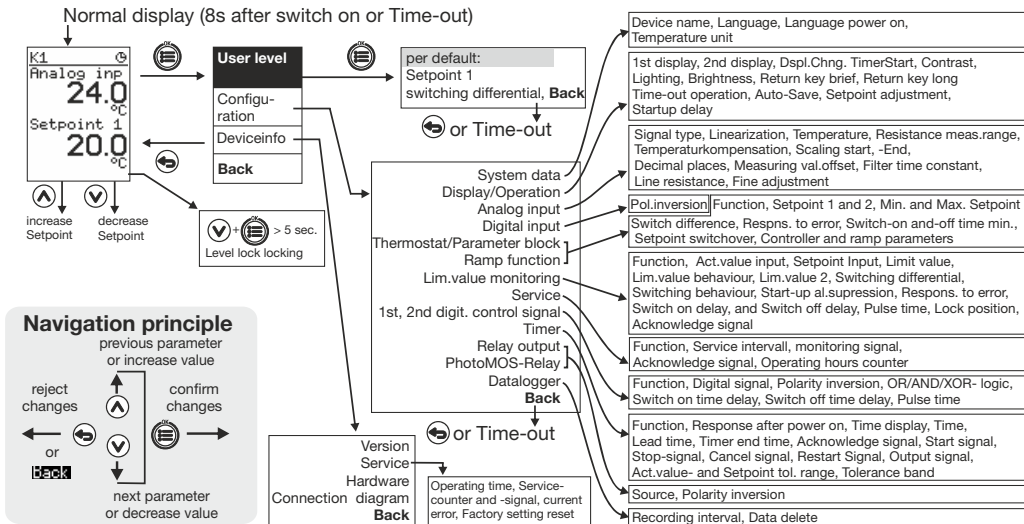 Normal display (8s after switch on or Time-out)
K1
Analog inp
24.0
°C
Setpoint 1
20.0
°C
increase
Setpoint
decrease
Setpoint
OK
User level
Configu-
ration
Deviceinfo
Back
OK
per default:
Setpoint 1
switching differential, Back
or Time-out
+ OK > 5 sec.
Level lock locking
System data
Display/Operation
Analog input
Digital input
Thermostat/Parameter block
Ramp function
Lim.value monitoring
Service
1st, 2nd digit. control signal
Timer
Relay output
PhotoMOS-Relay
Datalogger
Back
or Time-out
Device name, Language, Language power on,
Temperature unit
1st display, 2nd display, Dspl.Chng. TimerStart, Contrast,
Lighting, Brightness, Return key brief, Return key long
Time-out operation, Auto-Save, Setpoint adjustment,
Startup delay
Signal type, Linearization, Temperature, Resistance meas.range,
Temperaturkompensation, Scaling start, -End,
Decimal places, Measuring val.offset, Filter time constant,
Line resistance, Fine adjustment
Pol.inversion Function, Setpoint 1 and 2, Min. and Max. Setpoint
Switch difference, Respns. to error, Switch-on and-off time min.,
Setpoint switchover, Controller and ramp parameters
Function, Act.value input, Setpoint Input, Limit value,
Lim.value behaviour, Lim.value 2, Switching differential,
Switching behaviour, Start-up al.supression, Respons. to error,
Switch on delay, and Switch off delay, Pulse time, Lock position,
Acknowledge signal
Function, Service intervall, monitoring signal,
Acknowledge signal, Operating hours counter
Function, Digital signal, Polarity inversion, OR/AND/XOR- logic,
Switch on time delay, Switch off time delay, Pulse time
Function, Response after power on, Time display, Time,
Lead time, Timer end time, Acknowledge signal, Start signal,
Stop-signal, Cancel signal, Restart Signal, Output signal,
Act.value- and Setpoint tol. range, Tolerance band
Source, Polarity inversion
Recording interval, Data delete
Navigation principle
previous parameter
or increase value
reject
changes
or
Back
confirm
changes
OK
next parameter
or decrease value
Version
Service
Hardware
Connection diagram
Back
Operating time, Service-
counter and -signal, current
error, Factory setting reset